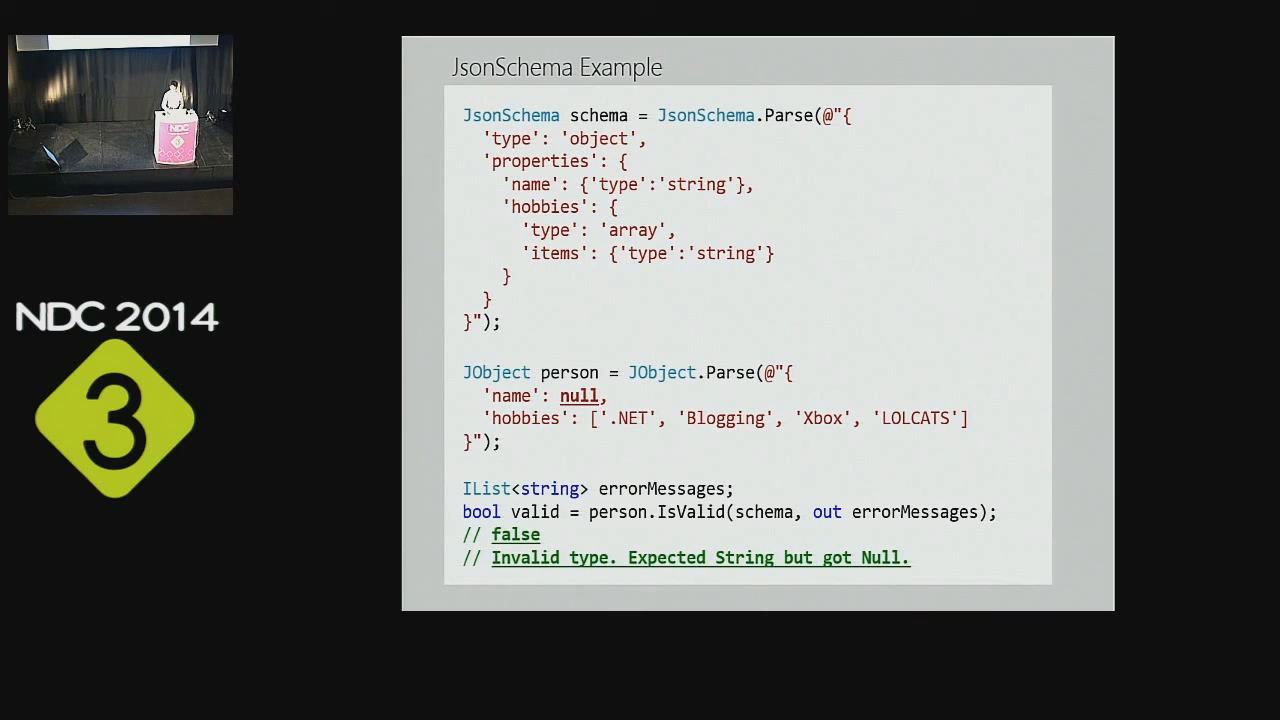 NDC
NDC 2014
3
JsonSchema Example
JsonSchema schema = JsonSchema.Parse(@"{
  'type': 'object',
  'properties': {
    'name': {'type':'string'},
    'hobbies': {
      'type': 'array',
      'items': {'type':'string'}
    }
  }
}");
JObject person = JObject.Parse(@"{
  'name': null,
  'hobbies': ['.NET', 'Blogging', 'Xbox', 'LOLCATS']
}");
IList<string> errorMessages;
bool valid = person.IsValid(schema, out errorMessages);
// false
// Invalid type. Expected String but got Null.